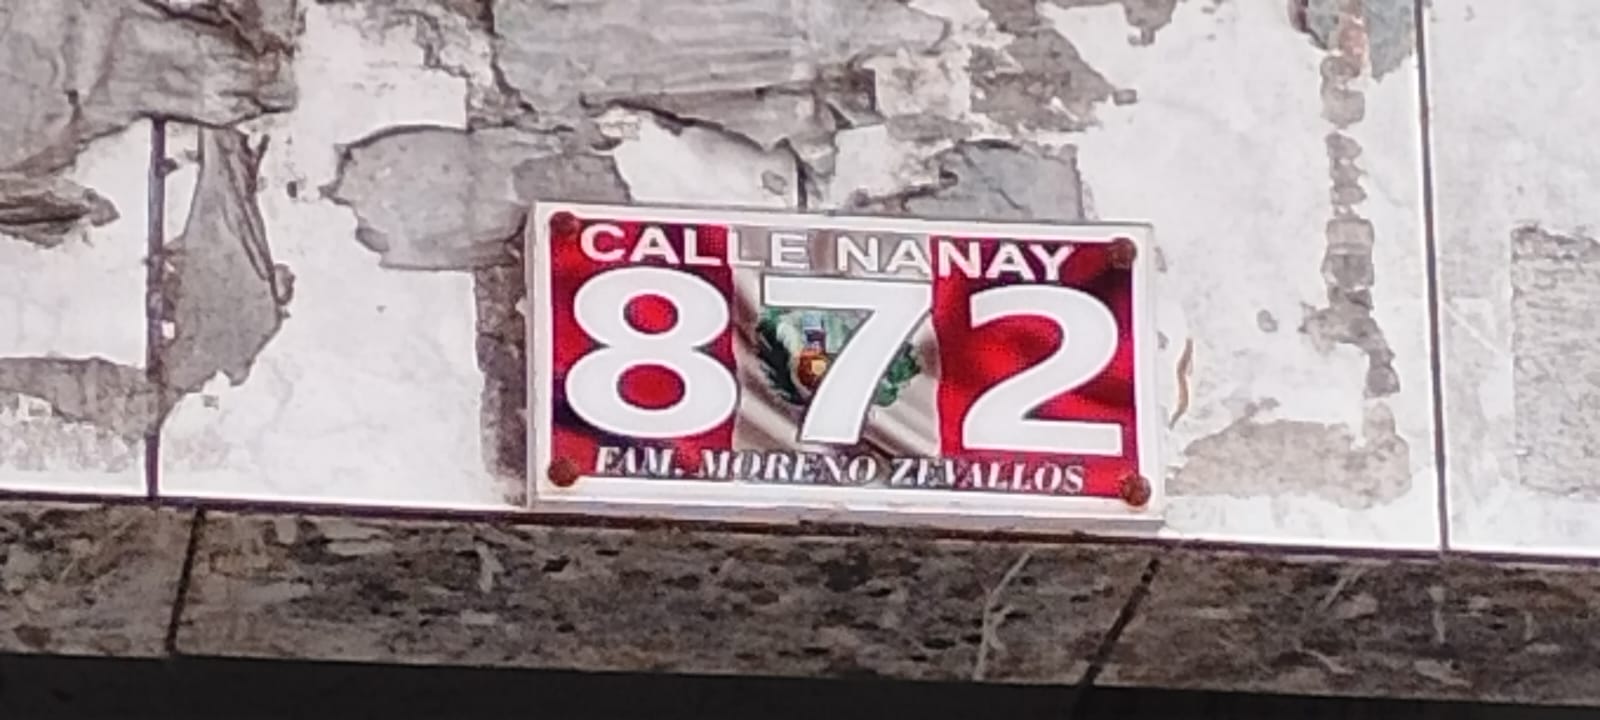 CALLE NANAY
872
FAM. MORENO ZEVALLOS